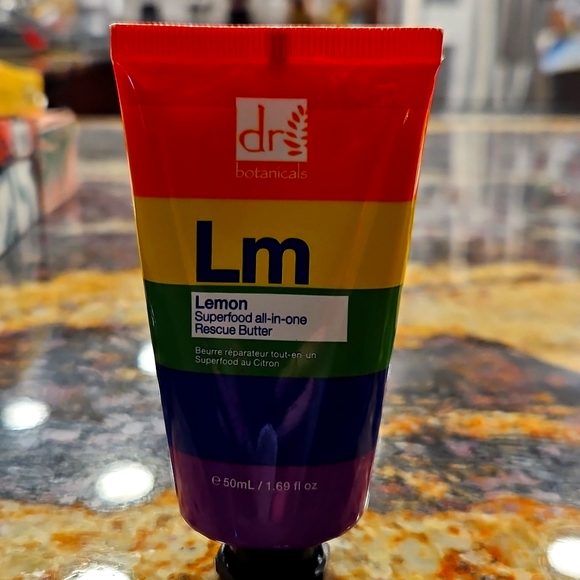 dr
botanicals
Lm
Lemon
Superfood all-in-one
Rescue Butter
Beurre réparateur tout-en-un
Superfood au Citron
℮ 50mL / 1.69 fl oz